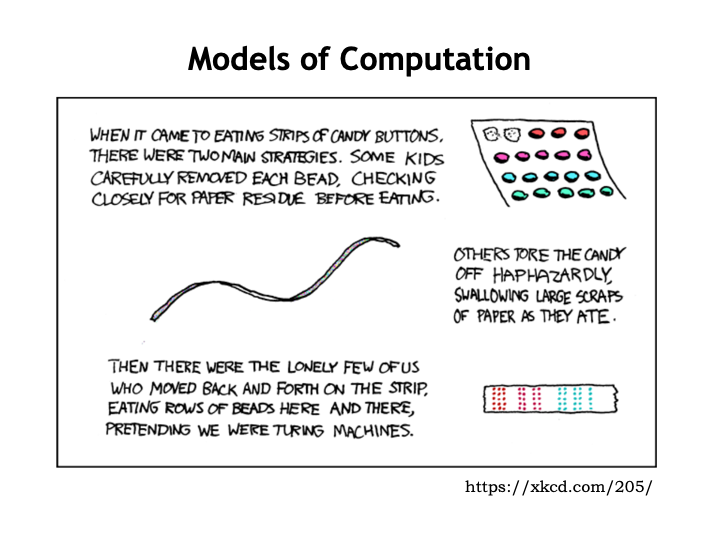 Models of Computation
WHEN IT CAME TO EATING STRIPS OF CANDY BUTTONS,
THERE WERE TWO MAIN STRATEGIES. SOME KIDS
CAREFULLY REMOVED EACH BEAD, CHECKING
CLOSELY FOR PAPER RESIDUE BEFORE EATING.
OTHERS TORE THE CANDY
OFF HAPHAZARDLY,
SWALLOWING LARGE SCRAPS
OF PAPER AS THEY ATE.
THEN THERE WERE THE LONELY FEW OF US
WHO MOVED BACK AND FORTH ON THE STRIP,
EATING ROWS OF BEADS HERE AND THERE,
PRETENDING WE WERE TURING MACHINES.
https://xkcd.com/205/